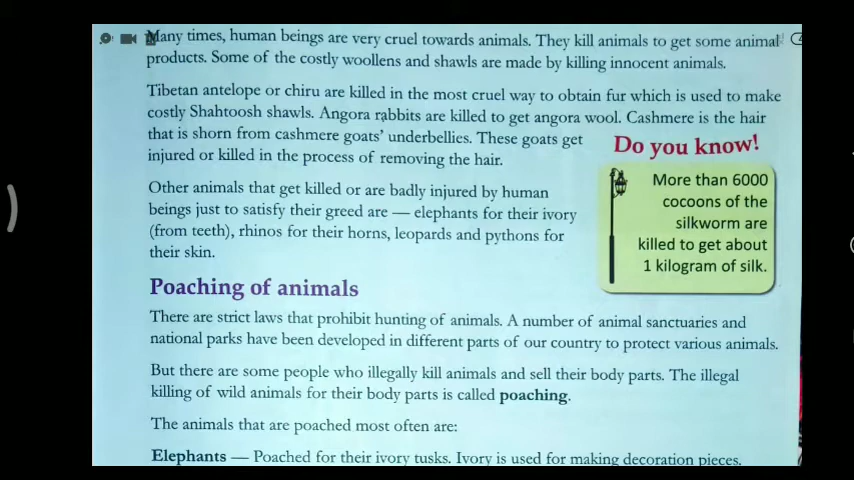 Many times, human beings are very cruel towards animals. They kill animals to get some animal
products. Some of the costly woollens and shawls are made by killing innocent animals.
Tibetan antelope or chiru are killed in the most cruel way to obtain fur which is used to make
costly Shahtoosh shawls. Angora rabbits are killed to get angora wool. Cashmere is the hair
that is shorn from cashmere goats' underbellies. These goats get
injured or killed in the process of removing the hair.
Do you know!
More than 6000
cocoons of the
silkworm are
killed to get about
1 kilogram of silk.
Other animals that get killed or are badly injured by human
beings just to satisfy their greed are — elephants for their ivory
(from teeth), rhinos for their horns, leopards and pythons for
their skin.
Poaching of animals
There are strict laws that prohibit hunting of animals. A number of animal sanctuaries and
national parks have been developed in different parts of our country to protect various animals.
But there are some people who illegally kill animals and sell their body parts. The illegal
killing of wild animals for their body parts is called poaching.
The animals that are poached most often are:
Elephants — Poached for their ivory tusks. Ivory is used for making decoration pieces.